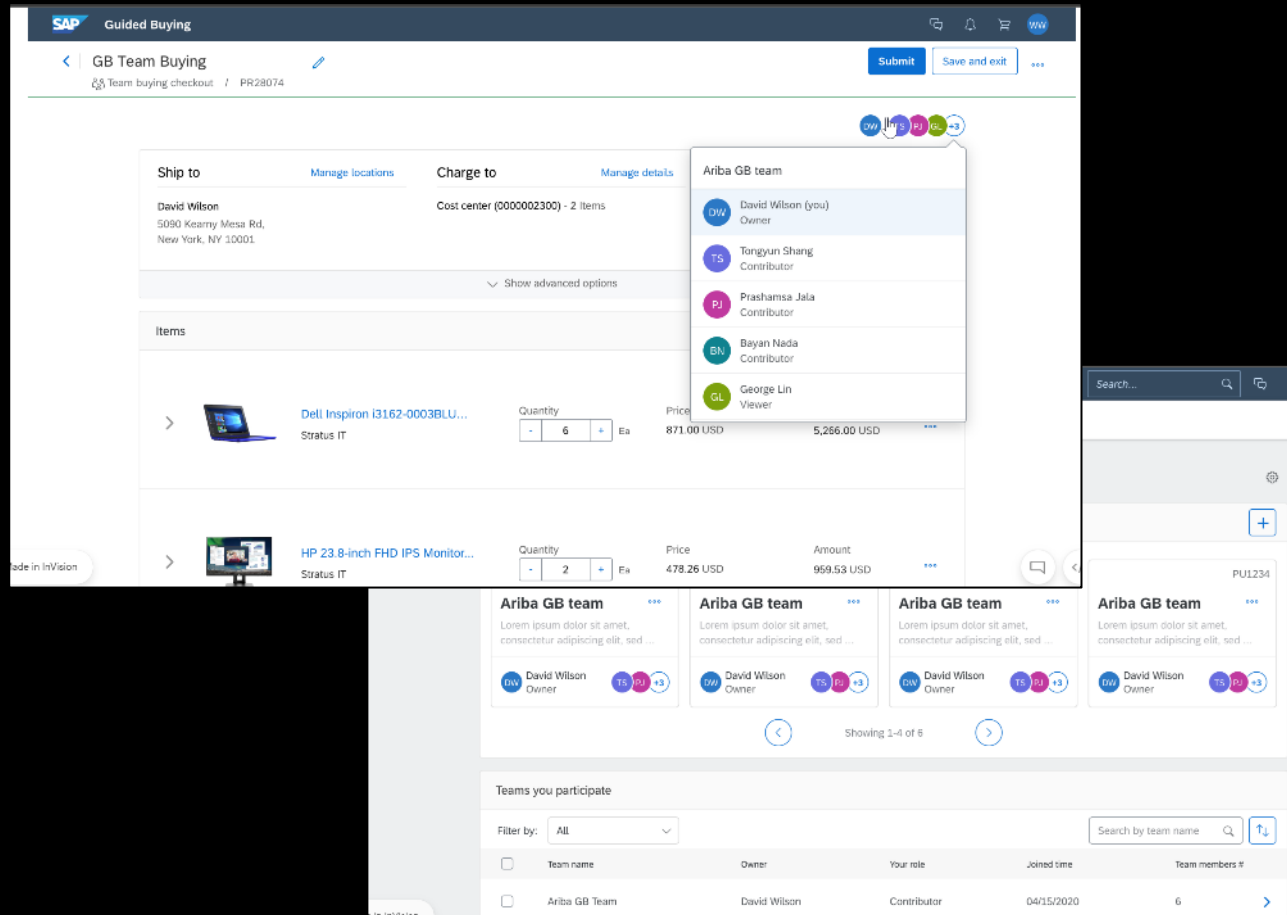 SAP Guided Buying WW
GB Team Buying
Submit Save and exit
Team buying checkout / PR28074
DW TS PJ GL +3
Ship to Manage locations
Charge to Manage details
David Wilson
5090 Kearny Mesa Rd,
New York, NY 10001
Cost center (0000002300) - 2 Items
Show advanced options
Ariba GB team
DW David Wilson (you)
Owner
TS Tongyun Shang
Contributor
PJ Prashamsa Jala
Contributor
BN Bayan Nada
Contributor
GL George Lin
Viewer
Items
Dell Inspiron i3162-0003BLU...
Stratus IT
Quantity
- 6 + Ea
Price
871.00 USD
5,266.00 USD
HP 23.8-inch FHD IPS Monitor...
Stratus IT
Quantity
- 2 + Ea
Price
478.26 USD
Amount
959.53 USD
ade in InVision
Search...
PU1234
Ariba GB team
Lorem ipsum dolor sit amet,
consectetur adipiscing elit, sed ...
DW David Wilson
Owner
TS PJ +3
Ariba GB team
Lorem ipsum dolor sit amet,
consectetur adipiscing elit, sed ...
DW David Wilson
Owner
TS PJ +3
Ariba GB team
Lorem ipsum dolor sit amet,
consectetur adipiscing elit, sed ...
DW David Wilson
Owner
TS PJ +3
Ariba GB team
Lorem ipsum dolor sit amet,
consectetur adipiscing elit, sed ...
DW David Wilson
Owner
TS PJ +3
Showing 1-4 of 6
Teams you participate
Filter by: All
Search by team name
Team name Owner Your role Joined time Team members #
Ariba GB Team David Wilson Contributor 04/15/2020 6